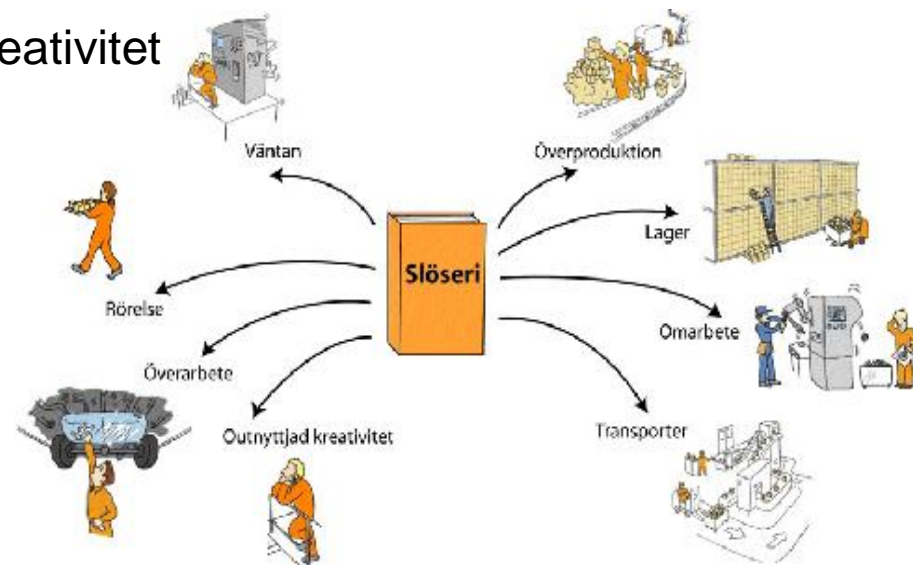 eativitet
Väntan
Överproduktion
Lager
Slöseri
Rörelse
Omarbete
Överarbete
Outnyttjad kreativitet
Transporter